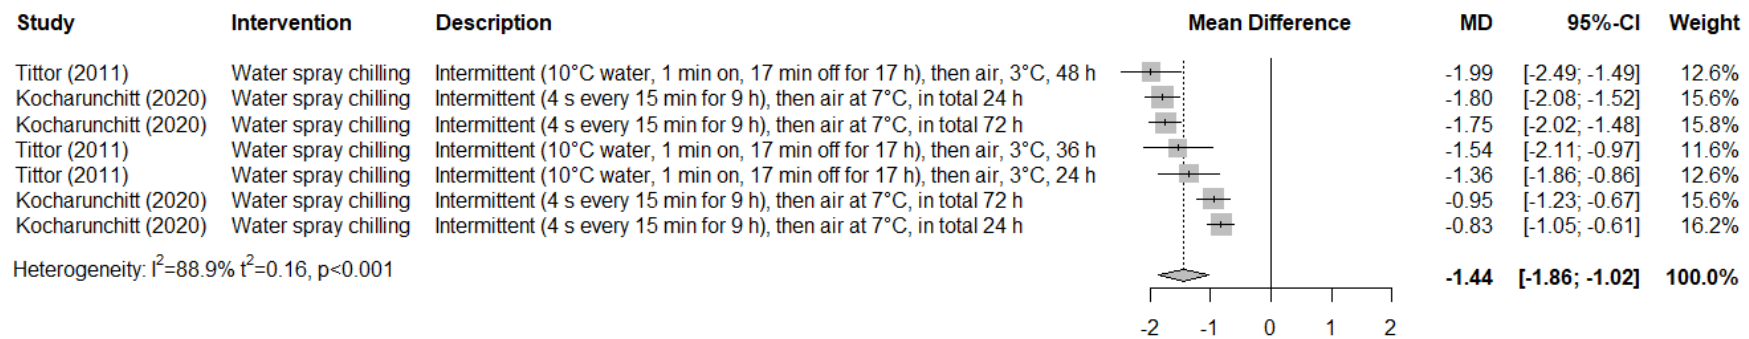 Study Intervention Description Mean Difference MD 95%-CI Weight
Tittor (2011) Water spray chilling Intermittent (10°C water, 1 min on, 17 min off for 17 h), then air, 3°C, 48 h -1.99 [-2.49; -1.49] 12.6%
Kocharunchitt (2020) Water spray chilling Intermittent (4 s every 15 min for 9 h), then air at 7°C, in total 24 h -1.80 [-2.08; -1.52] 15.6%
Kocharunchitt (2020) Water spray chilling Intermittent (4 s every 15 min for 9 h), then air at 7°C, in total 72 h -1.75 [-2.02; -1.48] 15.8%
Tittor (2011) Water spray chilling Intermittent (10°C water, 1 min on, 17 min off for 17 h), then air, 3°C, 36 h -1.54 [-2.11; -0.97] 11.6%
Tittor (2011) Water spray chilling Intermittent (10°C water, 1 min on, 17 min off for 17 h), then air, 3°C, 24 h -1.36 [-1.86; -0.86] 12.6%
Kocharunchitt (2020) Water spray chilling Intermittent (4 s every 15 min for 9 h), then air at 7°C, in total 72 h -0.95 [-1.23; -0.67] 15.6%
Kocharunchitt (2020) Water spray chilling Intermittent (4 s every 15 min for 9 h), then air at 7°C, in total 24 h -0.83 [-1.05; -0.61] 16.2%
Heterogeneity: I²=88.9% t²=0.16, p<0.001 -1.44 [-1.86; -1.02] 100.0%
-2 -1 0 1 2